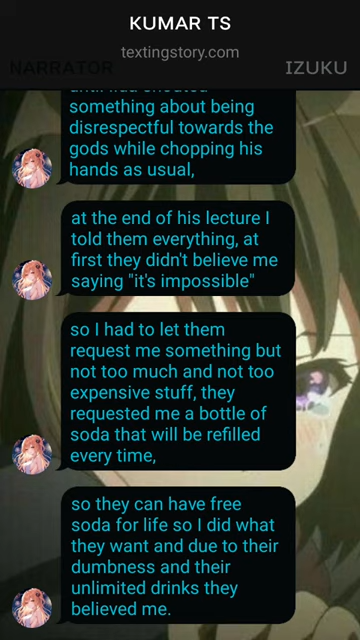 KUMAR TS
textingstory.com
NARRATOR
IZUKU
something about being
disrespectful towards the
gods while chopping his
hands as usual,
at the end of his lecture I
told them everything, at
first they didn't believe me
saying "it's impossible"
so I had to let them
request me something but
not too much and not too
expensive stuff, they
requested me a bottle of
soda that will be refilled
every time,
so they can have free
soda for life so I did what
they want and due to their
dumbness and their
unlimited drinks they
believed me.